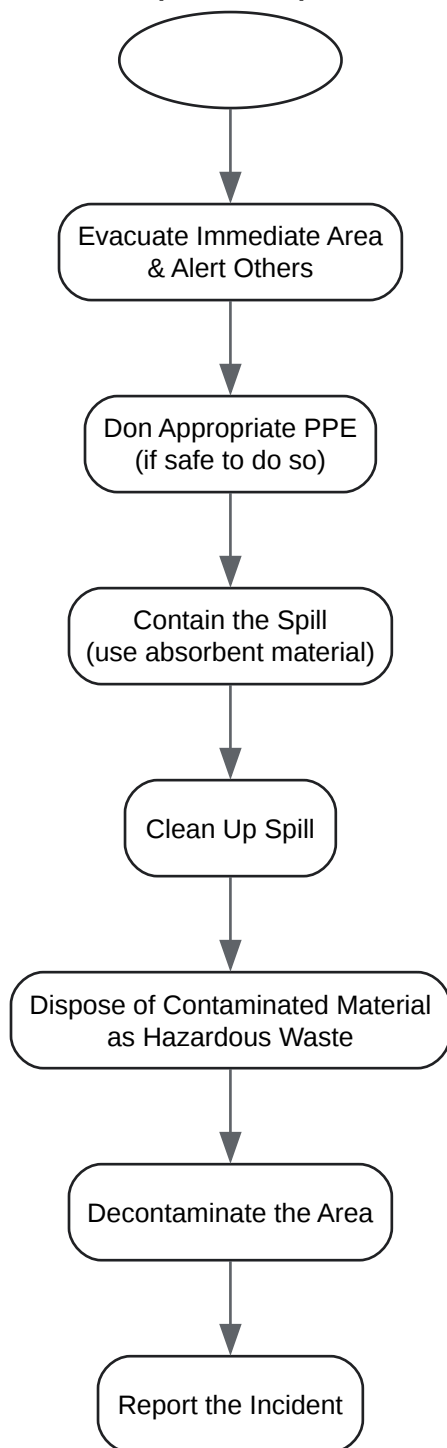 Evacuate Immediate Area
& Alert Others
Don Appropriate PPE
(if safe to do so)
Contain the Spill
(use absorbent material)
Clean Up Spill
Dispose of Contaminated Material
as Hazardous Waste
Decontaminate the Area
Report the Incident